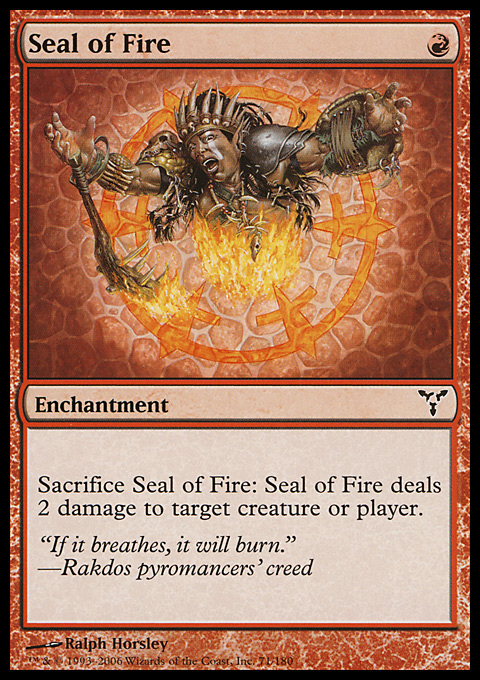 Seal of Fire
Enchantment
Sacrifice Seal of Fire: Seal of Fire deals
2 damage to target creature or player.
“If it breathes, it will burn.”
—Rakdos pyromancers’ creed
Ralph Horsley
™ & © 1993–2006 Wizards of the Coast, Inc. 71/180